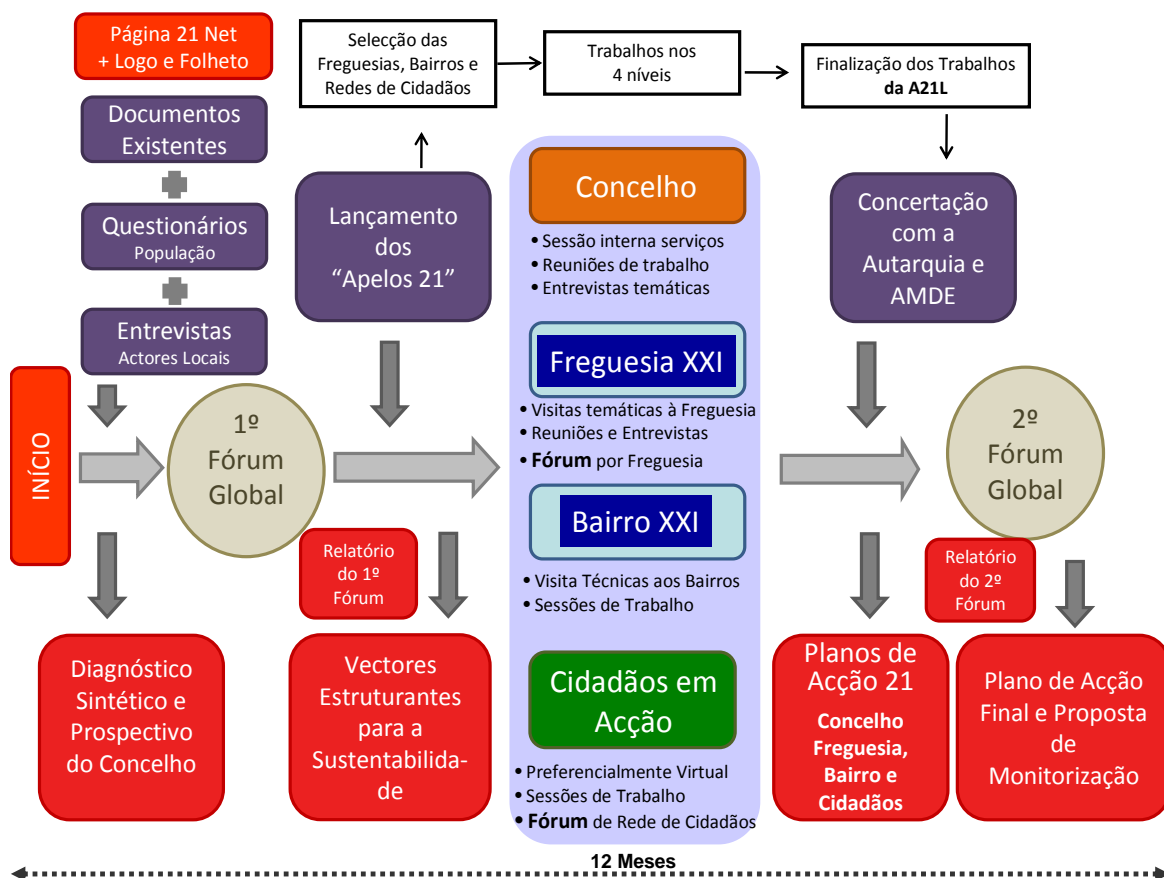 Página 21 Net
+ Logo e Folheto
Selecção das
Freguesias, Bairros e
Redes de Cidadãos
Trabalhos nos
4 níveis
Finalização dos Trabalhos
da A21L
Documentos
Existentes
Questionários
População
Entrevistas
Actores Locais
Lançamento
dos
“Apelos 21”
Concelho
• Sessão interna serviços
• Reuniões de trabalho
• Entrevistas temáticas
Concertação
com a
Autarquia e
AMDE
INÍCIO
1º
Fórum
Global
Freguesia XXI
• Visitas temáticas à Freguesia
• Reuniões e Entrevistas
• Fórum por Freguesia
2º
Fórum
Global
Bairro XXI
• Visita Técnicas aos Bairros
• Sessões de Trabalho
Relatório
do 1º
Fórum
Relatório
do 2º
Fórum
Diagnóstico
Sintético e
Prospectivo
do Concelho
Vectores
Estruturantes
para a
Sustentabilida-
de
Cidadãos em
Acção
• Preferencialmente Virtual
• Sessões de Trabalho
• Fórum de Rede de Cidadãos
Planos de
Acção 21
Concelho
Freguesia,
Bairro e
Cidadãos
Plano de Acção
Final e Proposta
de
Monitorização
12 Meses